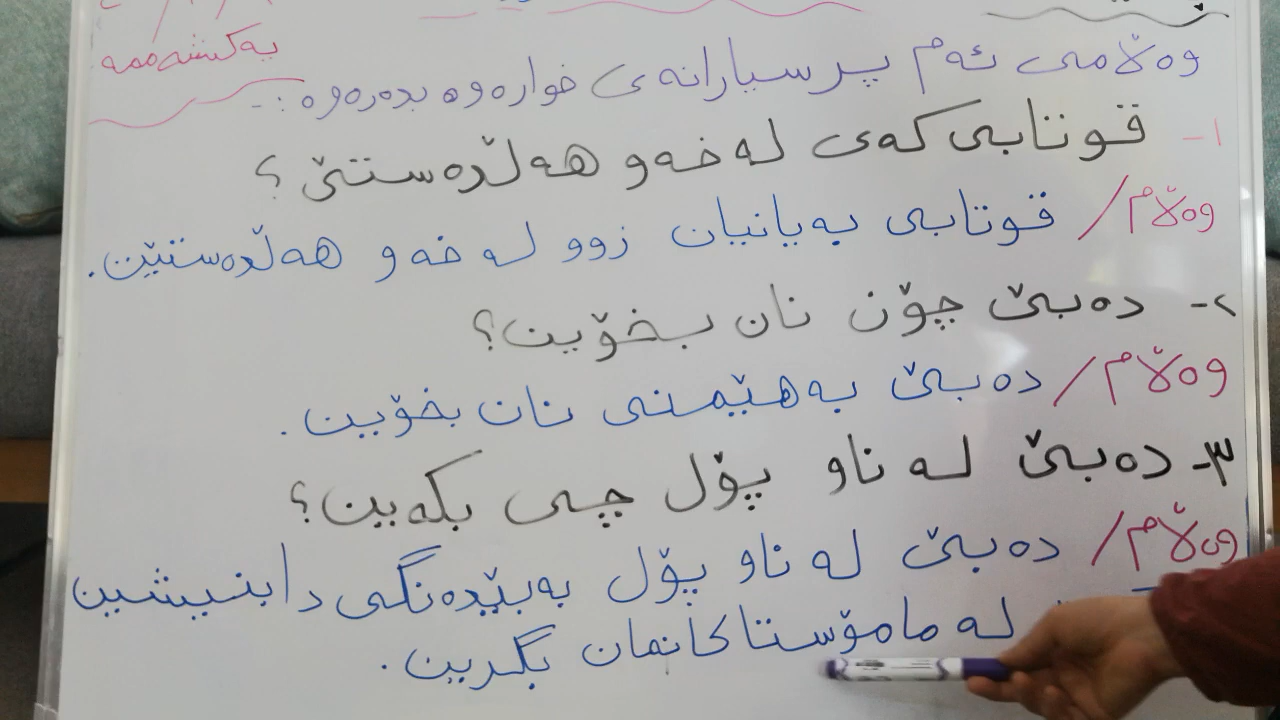 یەکشەممە
وەڵامی ئەم پرسیارانەی خوارەوە بدەرەوە :-
١- قوتابی کەی لە خەو هەڵدەستێ؟
وەڵام/ قوتابی بەیانیان زوو لە خەو هەڵدەستێن.
٢- دەبێ چۆن نان بخۆین؟
وەڵام/ دەبێ بەهێمنی نان بخۆین.
٣- دەبێ لە ناو پۆل چی بکەین؟
وەڵام/ دەبێ لە ناو پۆل بەبێدەنگی دابنیشین
لە مامۆستاکانمان بگرین.